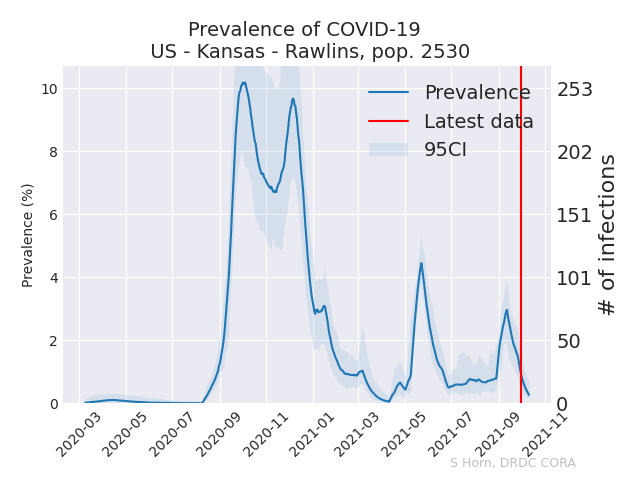 Prevalence of COVID-19
US - Kansas - Rawlins, pop. 2530
Prevalence (%)
10
8
6
4
2
0
Prevalence
Latest data
95CI
253
202
151
101
50
0
# of infections
2020-03
2020-05
2020-07
2020-09
2020-11
2021-01
2021-03
2021-05
2021-07
2021-09
2021-11
S Horn, DRDC CORA